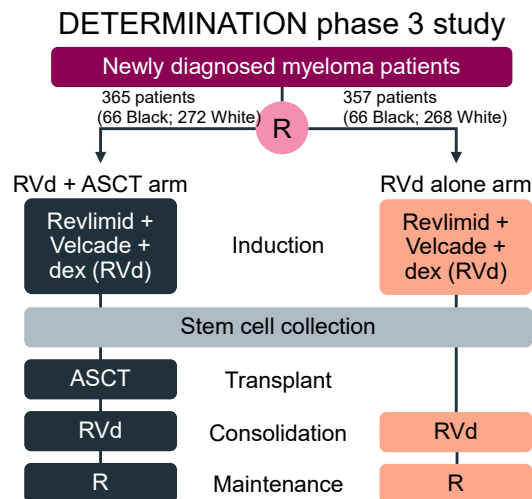 DETERMINATION phase 3 study
Newly diagnosed myeloma patients
365 patients
(66 Black; 272 White)
R
357 patients
(66 Black; 268 White)
RVd + ASCT arm
RVd alone arm
Revlimid +
Velcade +
dex (RVd)
Induction
Revlimid +
Velcade +
dex (RVd)
Stem cell collection
ASCT
Transplant
RVd
Consolidation
RVd
R
Maintenance
R